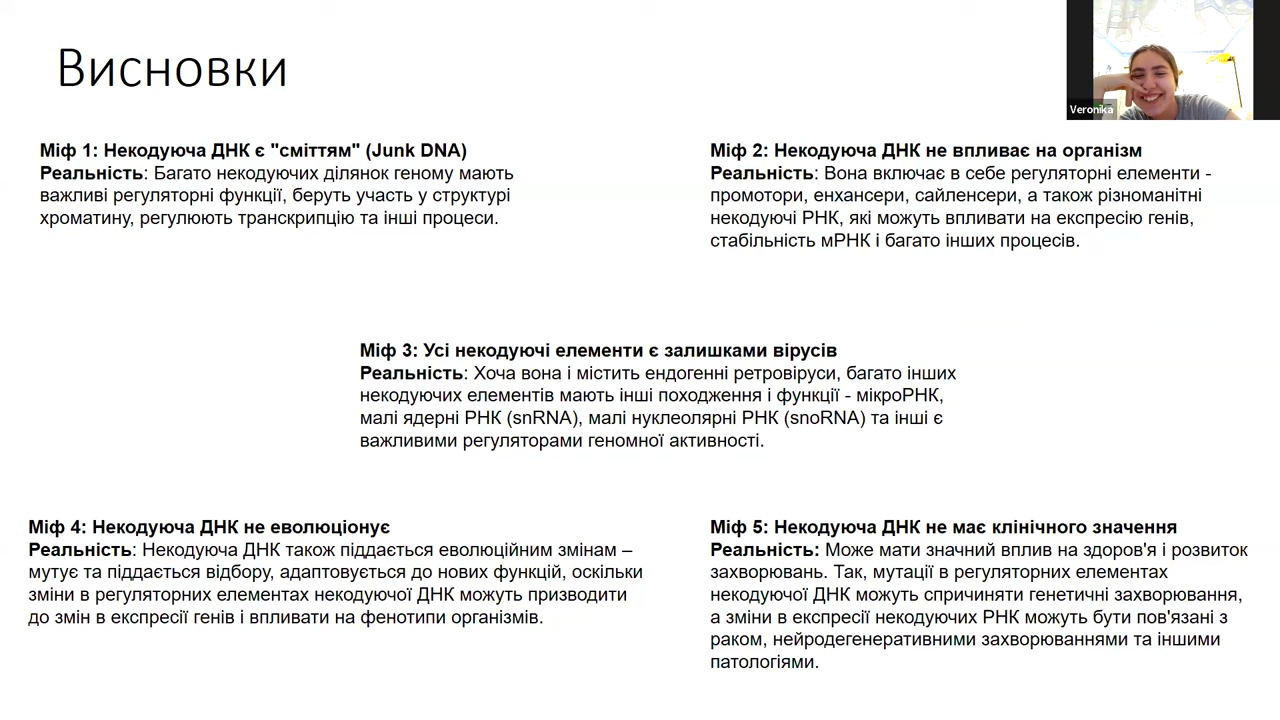 Висновки
Veronika
Міф 1: Некодуюча ДНК є "сміттям" (Junk DNA)
Реальність: Багато некодуючих ділянок геному мають
важливі регуляторні функції, беруть участь у структурі
хроматину, регулюють транскрипцію та інші процеси.
Міф 2: Некодуюча ДНК не впливає на організм
Реальність: Вона включає в себе регуляторні елементи -
промотори, енхансери, сайленсери, а також різноманітні
некодуючі РНК, які можуть впливати на експресію генів,
стабільність мРНК і багато інших процесів.
Міф 3: Усі некодуючі елементи є залишками вірусів
Реальність: Хоча вона і містить ендогенні ретровіруси, багато інших
некодуючих елементів мають інші походження і функції - мікроРНК,
малі ядерні РНК (snRNA), малі нуклеолярні РНК (snoRNA) та інші є
важливими регуляторами геномної активності.
Міф 4: Некодуюча ДНК не еволюціонує
Реальність: Некодуюча ДНК також піддається еволюційним змінам –
мутує та піддається відбору, адаптовується до нових функцій, оскільки
зміни в регуляторних елементах некодуючої ДНК можуть призводити
до змін в експресії генів і впливати на фенотипи організмів.
Міф 5: Некодуюча ДНК не має клінічного значення
Реальність: Може мати значний вплив на здоров'я і розвиток
захворювань. Так, мутації в регуляторних елементах
некодуючої ДНК можуть спричиняти генетичні захворювання,
а зміни в експресії некодуючих РНК можуть бути пов'язані з
раком, нейродегенеративними захворюваннями та іншими
патологіями.